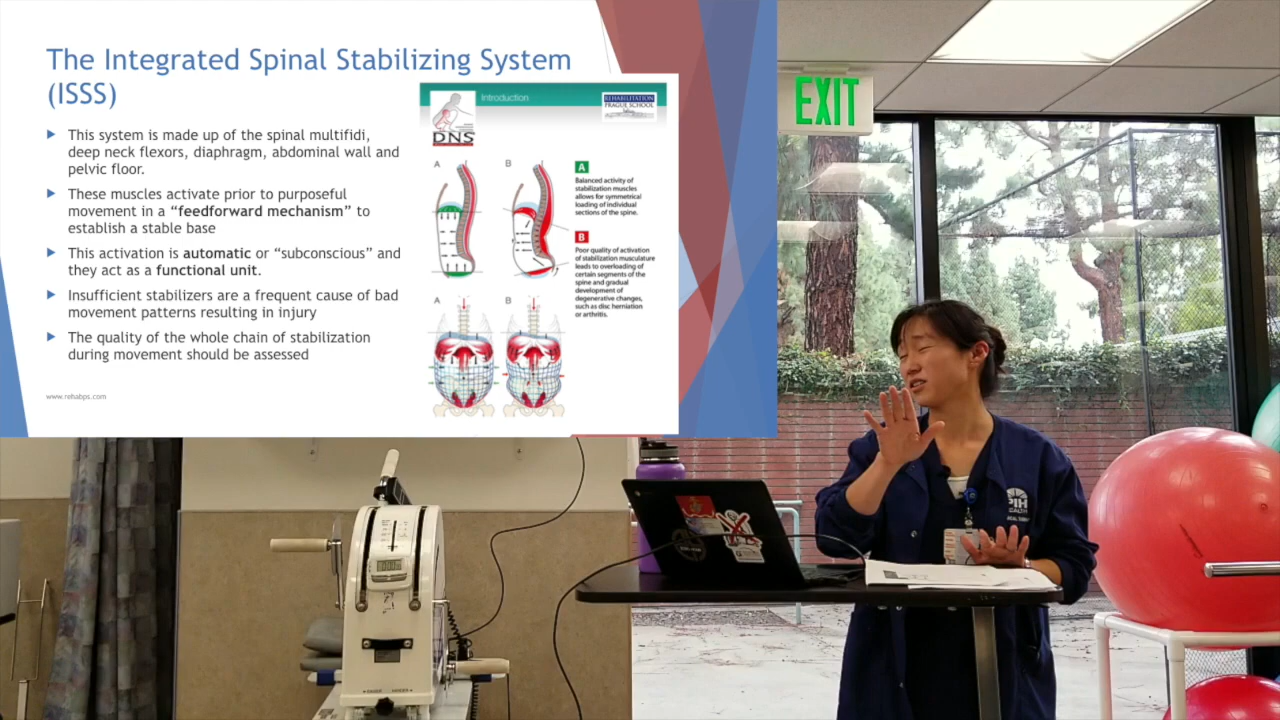 The Integrated Spinal Stabilizing System
(ISSS)
This system is made up of the spinal multifidi,
deep neck flexors, diaphragm, abdominal wall and
pelvic floor.
These muscles activate prior to purposeful
movement in a “feedforward mechanism” to
establish a stable base
This activation is automatic or “subconscious” and
they act as a functional unit.
Insufficient stabilizers are a frequent cause of bad
movement patterns resulting in injury
The quality of the whole chain of stabilization
during movement should be assessed
www.rehabps.com
Introduction
REHABILITATION
PRAGUE SCHOOL
DNS
A
B
A
Balanced activity of
stabilization muscles
allows for symmetrical
loading of individual
sections of the spine.
B
Poor quality of activation
of stabilization musculature
leads to overloading of
certain segments of the
spine and gradual
development of
degenerative changes,
such as disc herniation
or arthritis.
A
B
EXIT
PIH
HEALTH